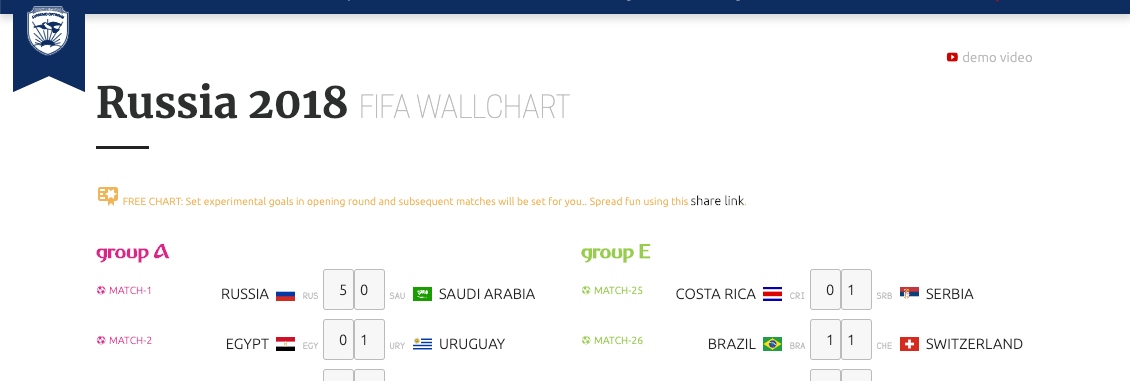 demo video
Russia 2018 FIFA WALLCHART
FREE CHART: Set experimental goals in opening round and subsequent matches will be set for you.. Spread fun using this share link.
group A
MATCH-1 RUSSIA RUS 5 0 SAU SAUDI ARABIA
MATCH-2 EGYPT EGY 0 1 URY URUGUAY
group E
MATCH-25 COSTA RICA CRI 0 1 SRB SERBIA
MATCH-26 BRAZIL BRA 1 1 CHE SWITZERLAND